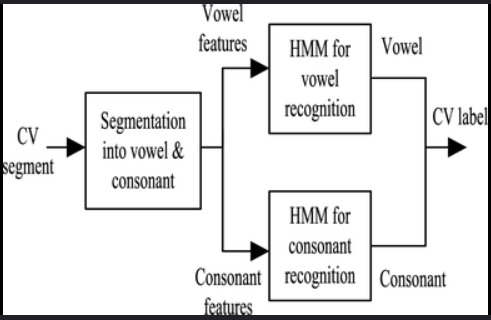 Vowel
features
HMM for
vowel
recognition
Vowel
CV
segment
Segmentation
into vowel &
consonant
CV label
HMM for
consonant
recognition
Consonant
features
Consonant